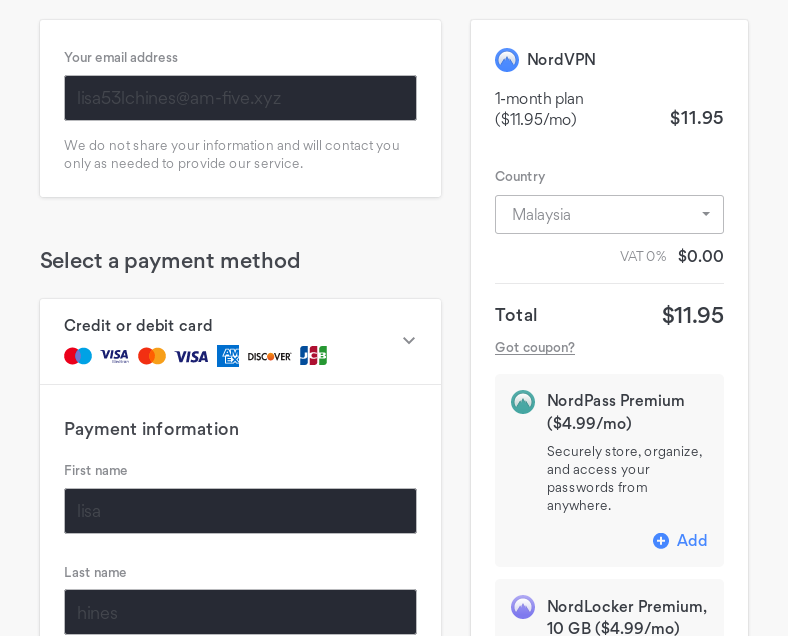 Your email address
lisa53lchines@am-five.xyz
We do not share your information and will contact you
only as needed to provide our service.
Select a payment method
Credit or debit card
VISA Electron VISA AM EX DISCOVER JCB
Payment information
First name
lisa
Last name
hines
NordVPN
1-month plan
($11.95/mo) $11.95
Country
Malaysia
VAT 0% $0.00
Total $11.95
Got coupon?
NordPass Premium
($4.99/mo)
Securely store, organize,
and access your
passwords from
anywhere.
Add
NordLocker Premium,
10 GB ($4.99/mo)